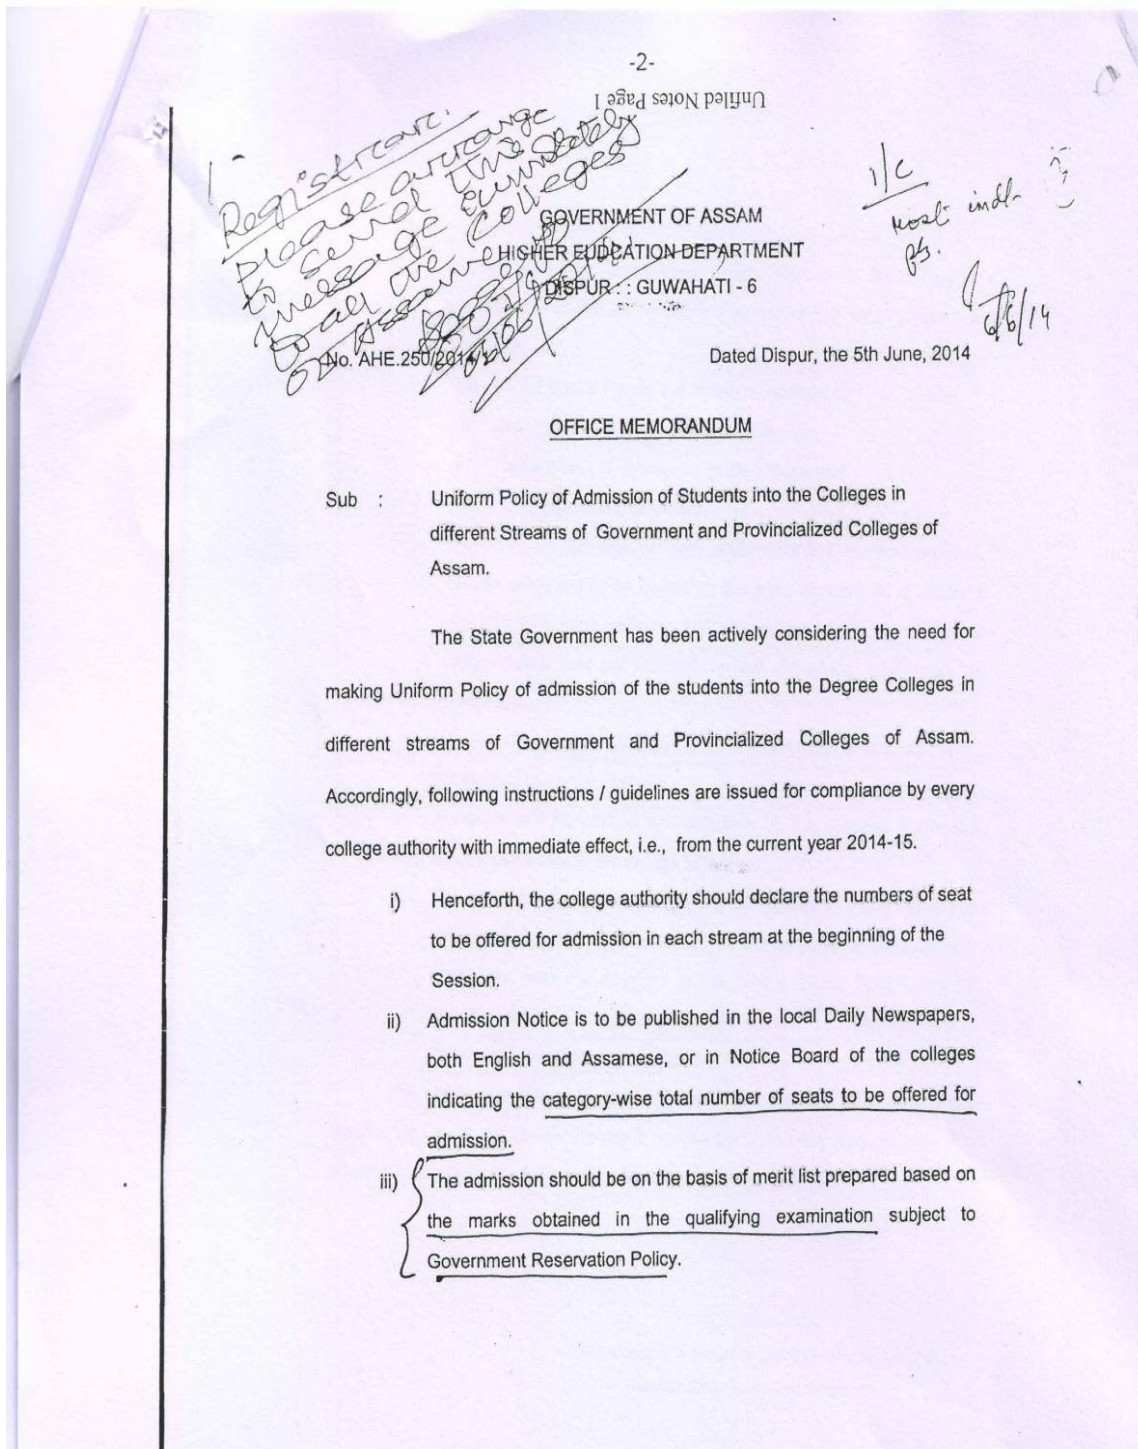 -2-
Untitled Notes Page 1
Registrar.
Please arrange
to send this
message immediately
to all the Colleges
of Assam
I/C
Most
6/6/14
GOVERNMENT OF ASSAM
HIGHER EUDCATION DEPARTMENT
DISPUR : : GUWAHATI - 6
No. AHE.250/2014/1 Dated Dispur, the 5th June, 2014
OFFICE MEMORANDUM
Sub : Uniform Policy of Admission of Students into the Colleges in
different Streams of Government and Provincialized Colleges of
Assam.
The State Government has been actively considering the need for
making Uniform Policy of admission of the students into the Degree Colleges in
different streams of Government and Provincialized Colleges of Assam.
Accordingly, following instructions / guidelines are issued for compliance by every
college authority with immediate effect, i.e., from the current year 2014-15.
i) Henceforth, the college authority should declare the numbers of seat
to be offered for admission in each stream at the beginning of the
Session.
ii) Admission Notice is to be published in the local Daily Newspapers,
both English and Assamese, or in Notice Board of the colleges
indicating the category-wise total number of seats to be offered for
admission.
iii) The admission should be on the basis of merit list prepared based on
the marks obtained in the qualifying examination subject to
Government Reservation Policy.